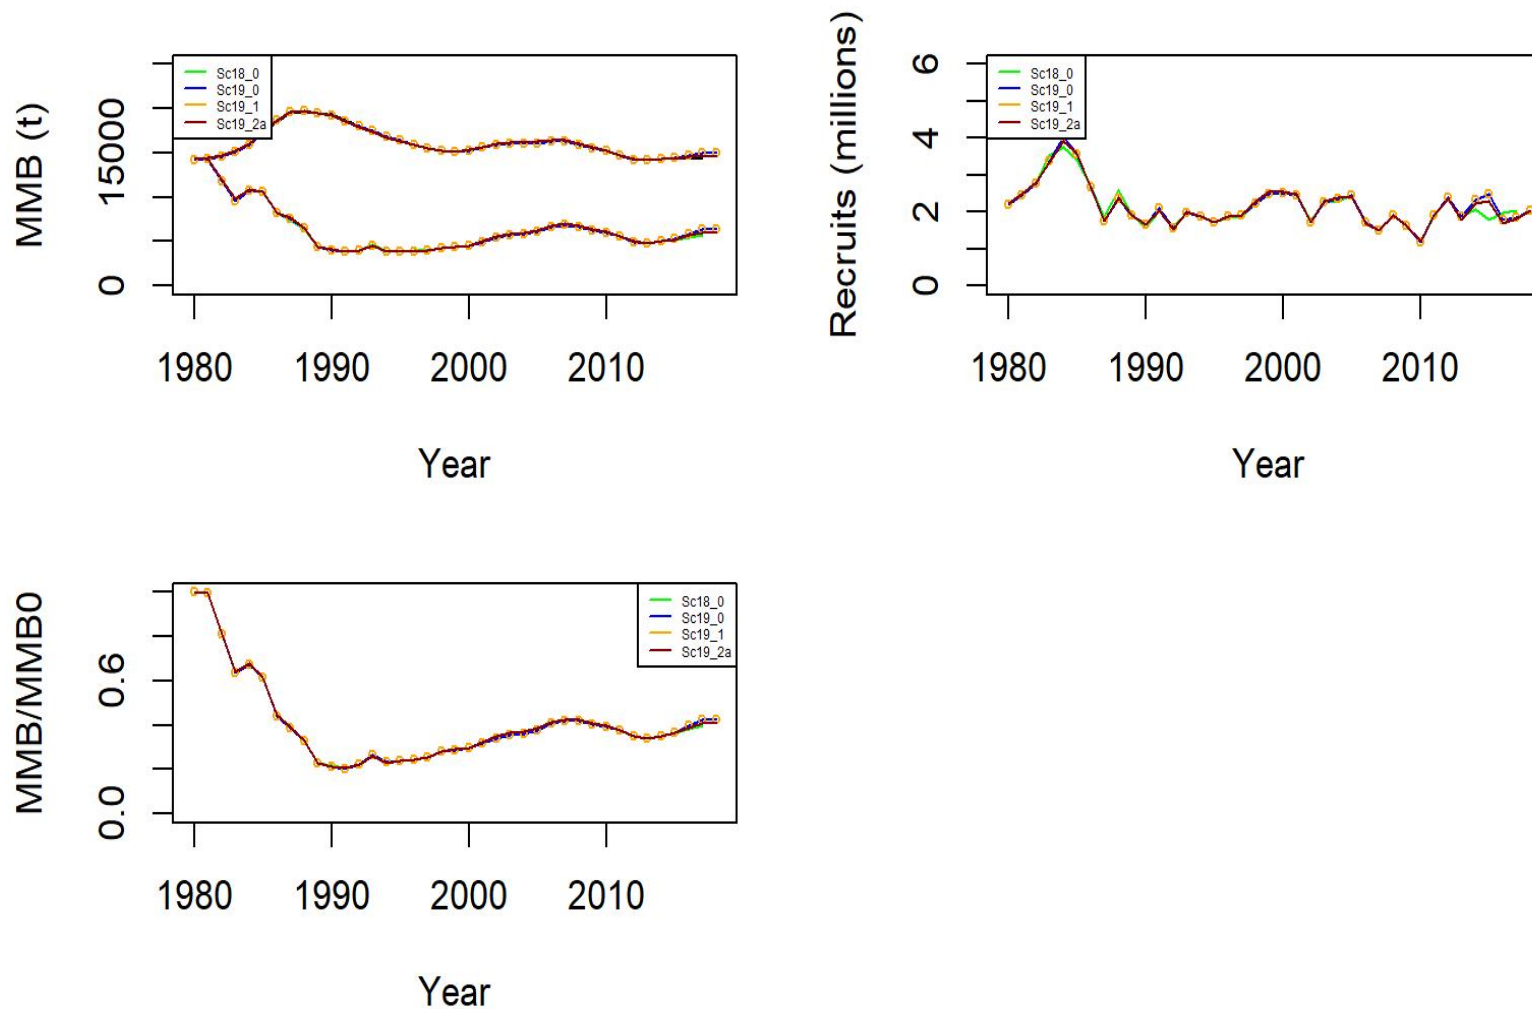 MMB (t)
15000
0
Sc18_0
Sc19_0
Sc19_1
Sc19_2a
1980 1990 2000 2010
Year
Recruits (millions)
6
4
2
0
Sc18_0
Sc19_0
Sc19_1
Sc19_2a
1980 1990 2000 2010
Year
MMB/MMB0
0.6
0.0
Sc18_0
Sc19_0
Sc19_1
Sc19_2a
1980 1990 2000 2010
Year